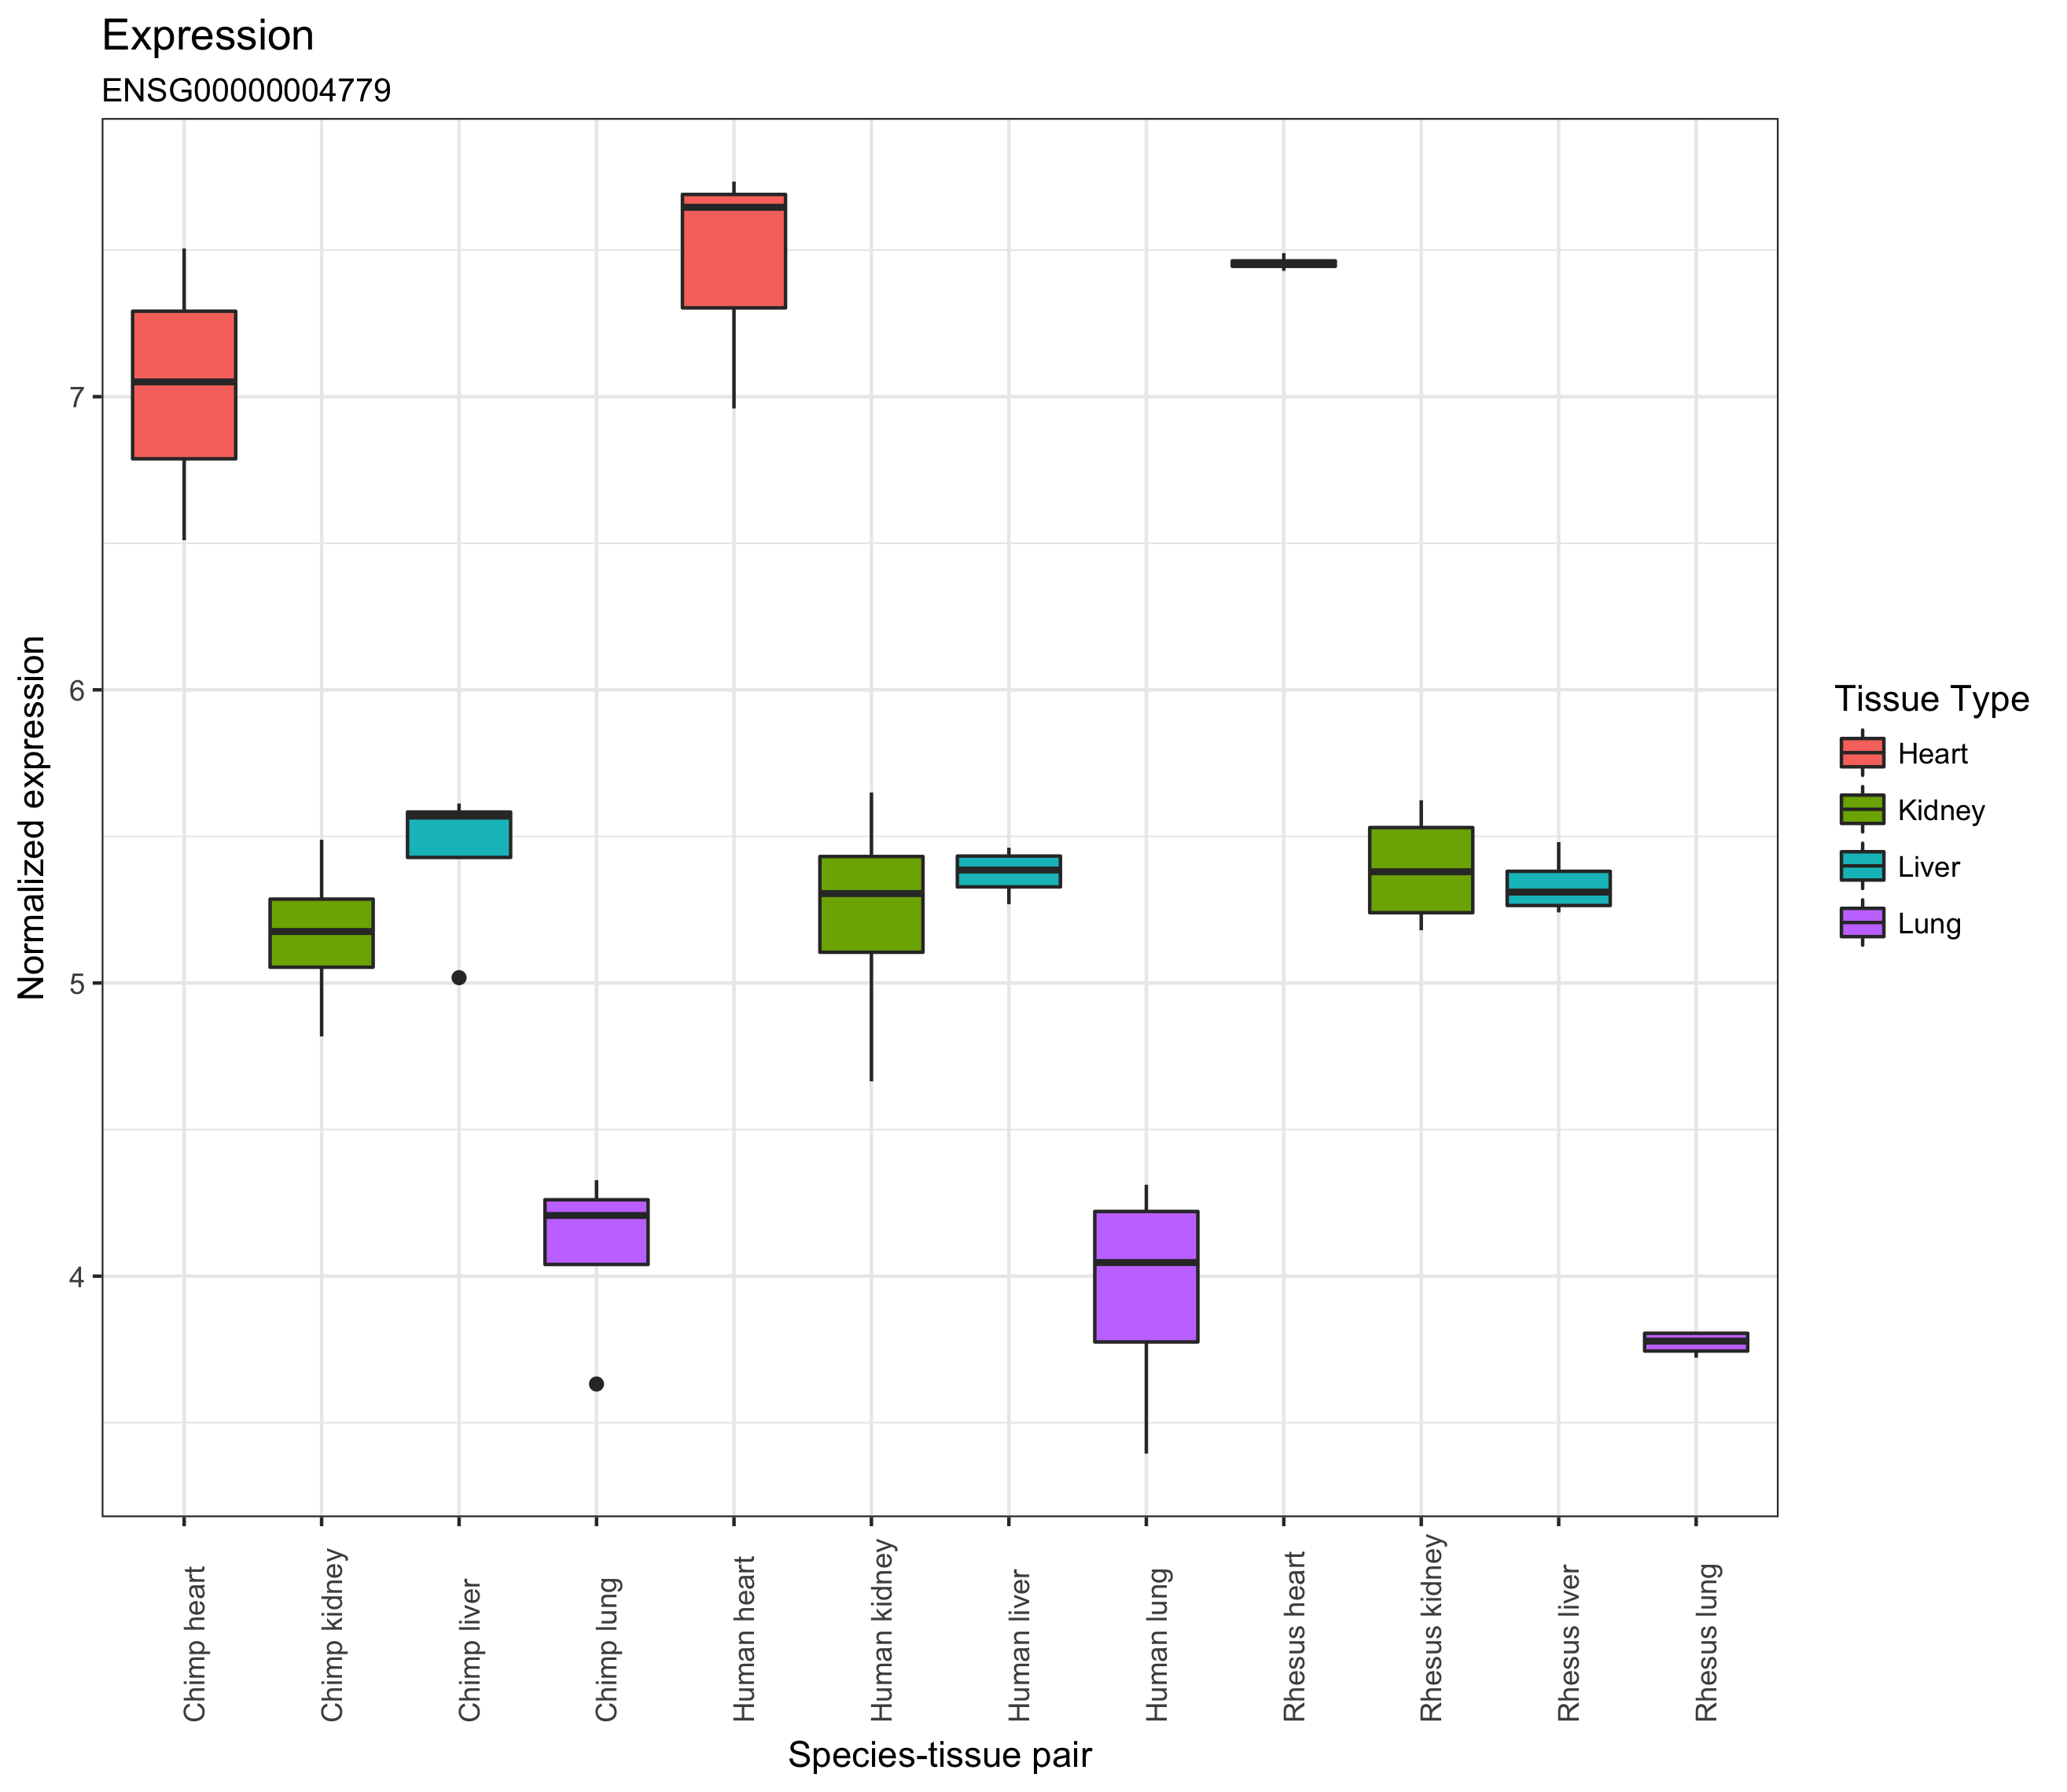 Expression
ENSG00000004779
Normalized expression
7
6
5
4
Chimp heart
Chimp kidney
Chimp liver
Chimp lung
Human heart
Human kidney
Human liver
Human lung
Rhesus heart
Rhesus kidney
Rhesus liver
Rhesus lung
Species-tissue pair
Tissue Type
Heart
Kidney
Liver
Lung